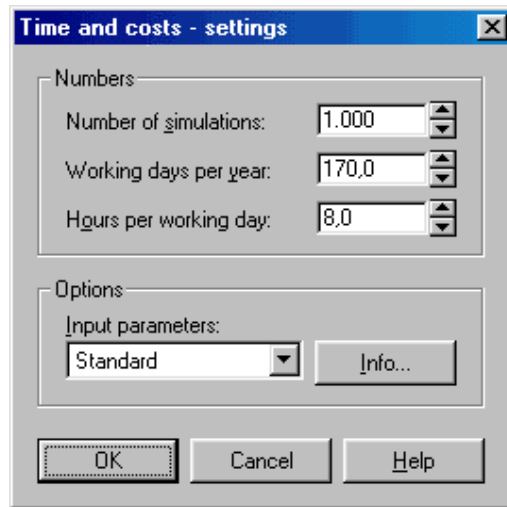 Time and costs - settings
Numbers
Number of simulations: 1.000
Working days per year: 170,0
Hours per working day: 8,0
Options
Input parameters:
Standard Info...
OK Cancel Help